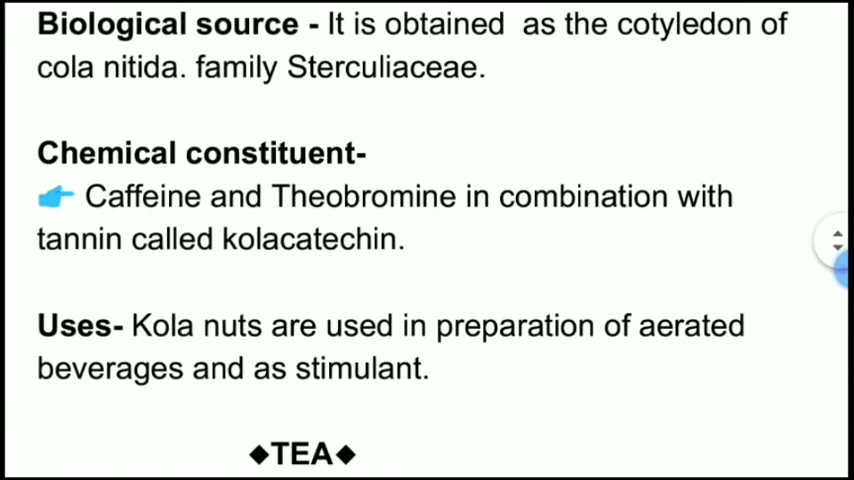 Biological source - It is obtained as the cotyledon of
cola nitida. family Sterculiaceae.
Chemical constituent-
👉 Caffeine and Theobromine in combination with
tannin called kolacatechin.
Uses- Kola nuts are used in preparation of aerated
beverages and as stimulant.
◆TEA◆